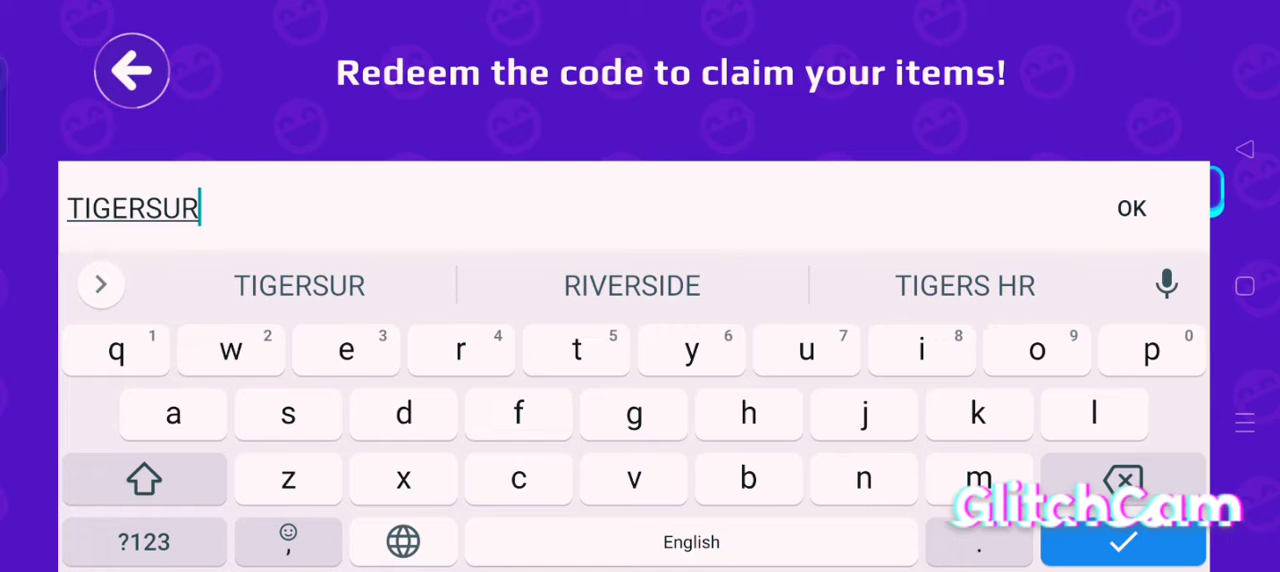 Redeem the code to claim your items!
TIGERSUR
OK
TIGERSUR
RIVERSIDE
TIGERS HR
q 1 w 2 e 3 r 4 t 5 y 6 u 7 i 8 o 9 p 0
a s d f g h j k l
z x c v b n m
GlitchCam
?123 , English .